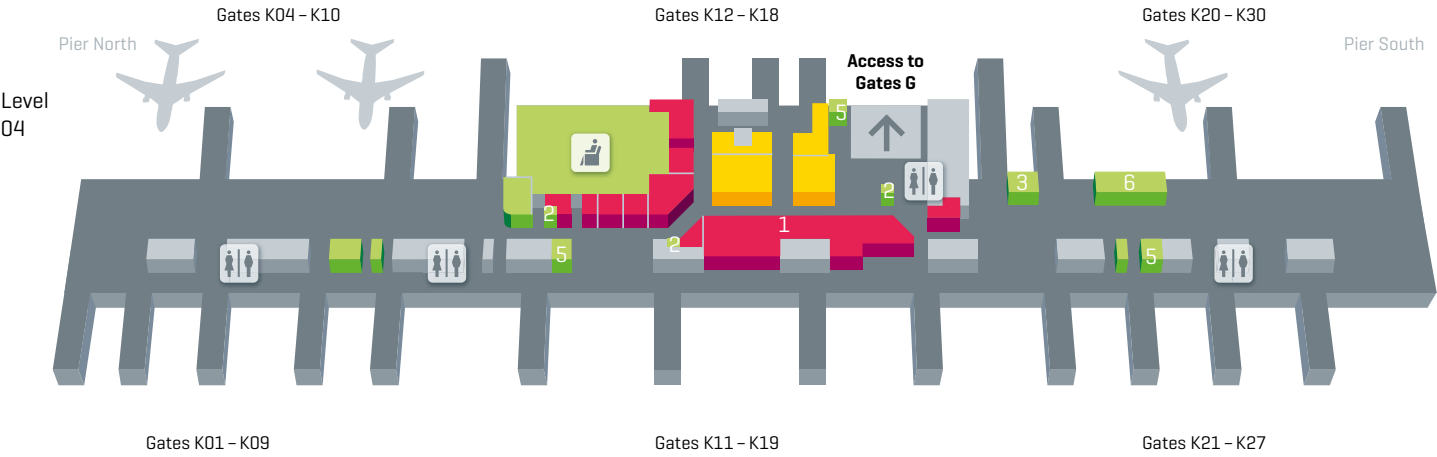 Gates K04 – K10
Gates K12 – K18
Gates K20 – K30
Pier North
Pier South
Access to
Gates G
Level
04
5
3
6
2
2
1
2
5
5
Gates K01 – K09
Gates K11 – K19
Gates K21 – K27